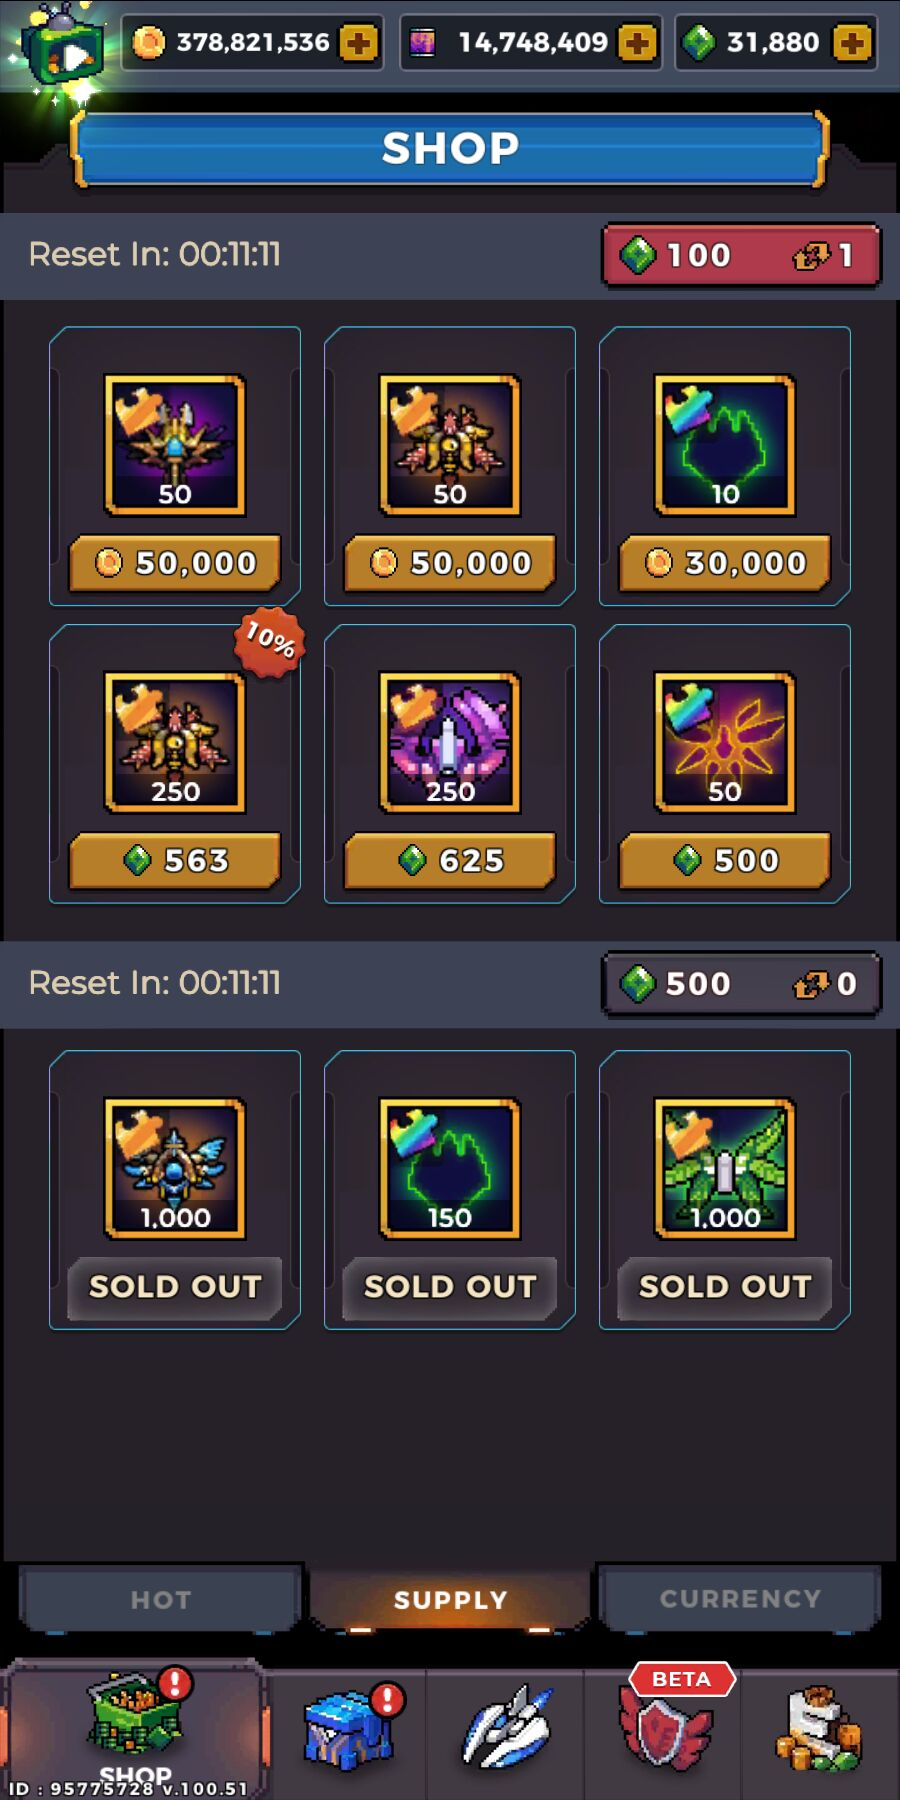 378,821,536
14,748,409
31,880
SHOP
Reset In: 00:11:11
100
1
50
50
10
50,000
50,000
30,000
10%
250
250
50
563
625
500
Reset In: 00:11:11
500
0
1,000
150
1,000
SOLD OUT
SOLD OUT
SOLD OUT
HOT
SUPPLY
CURRENCY
!
!
BETA
SHOP
ID : 95775728 v.100.51